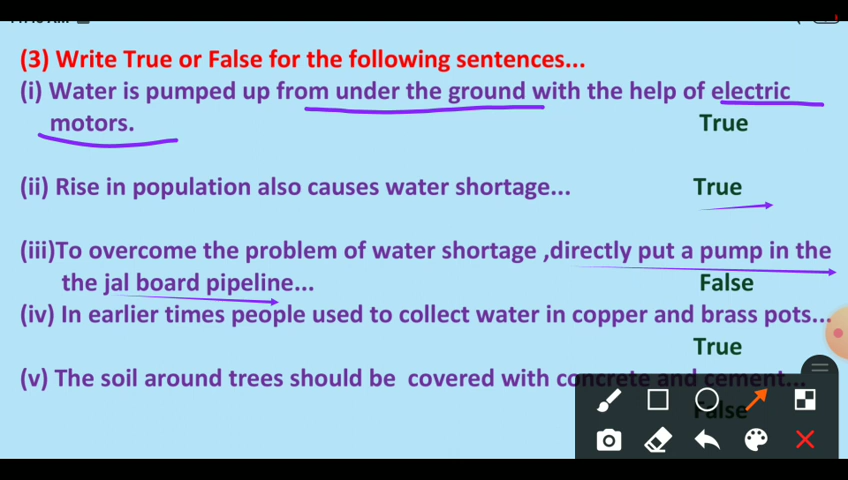 (3) Write True or False for the following sentences...
(i) Water is pumped up from under the ground with the help of electric
motors. True
(ii) Rise in population also causes water shortage... True
(iii)To overcome the problem of water shortage ,directly put a pump in the
the jal board pipeline... False
(iv) In earlier times people used to collect water in copper and brass pots...
True
(v) The soil around trees should be covered with concrete and cement...
False